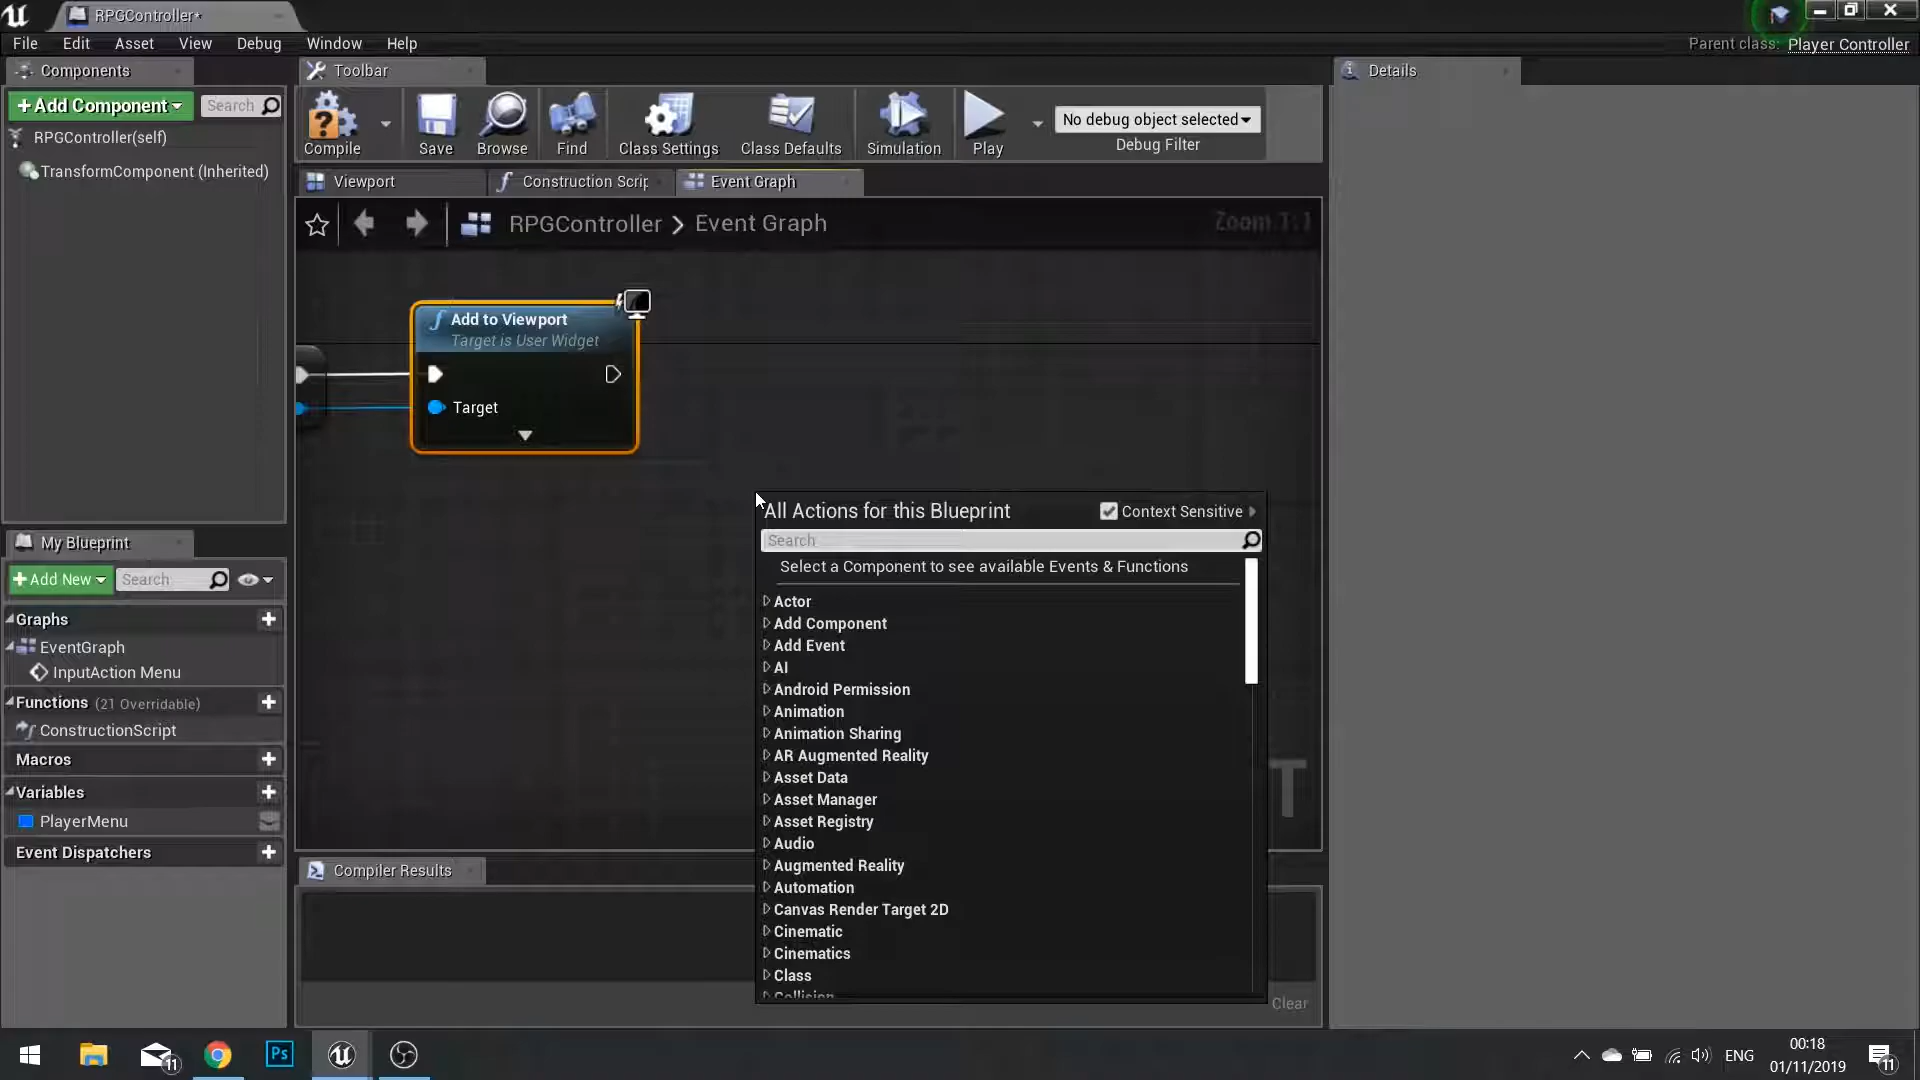 RPGController*
File Edit Asset View Debug Window Help
Parent class: Player Controller
Components
Toolbar
Details
+Add Component
Search
RPGController(self)
TransformComponent (Inherited)
Compile
Save
Browse
Find
Class Settings
Class Defaults
Simulation
Play
No debug object selected
Debug Filter
Viewport
Construction Scrip
Event Graph
RPGController > Event Graph
Zoom 1:1
Add to Viewport
Target is User Widget
Target
All Actions for this Blueprint
Context Sensitive
Search
Select a Component to see available Events & Functions
Actor
Add Component
Add Event
AI
Android Permission
Animation
Animation Sharing
AR Augmented Reality
Asset Data
Asset Manager
Asset Registry
Audio
Augmented Reality
Automation
Canvas Render Target 2D
Cinematic
Cinematics
Class
Collision
T
My Blueprint
+Add New
Search
Graphs
EventGraph
InputAction Menu
Functions (21 Overridable)
ConstructionScript
Macros
Variables
PlayerMenu
Event Dispatchers
Compiler Results
Clear
11
Ps
ENG
00:18
01/11/2019
11